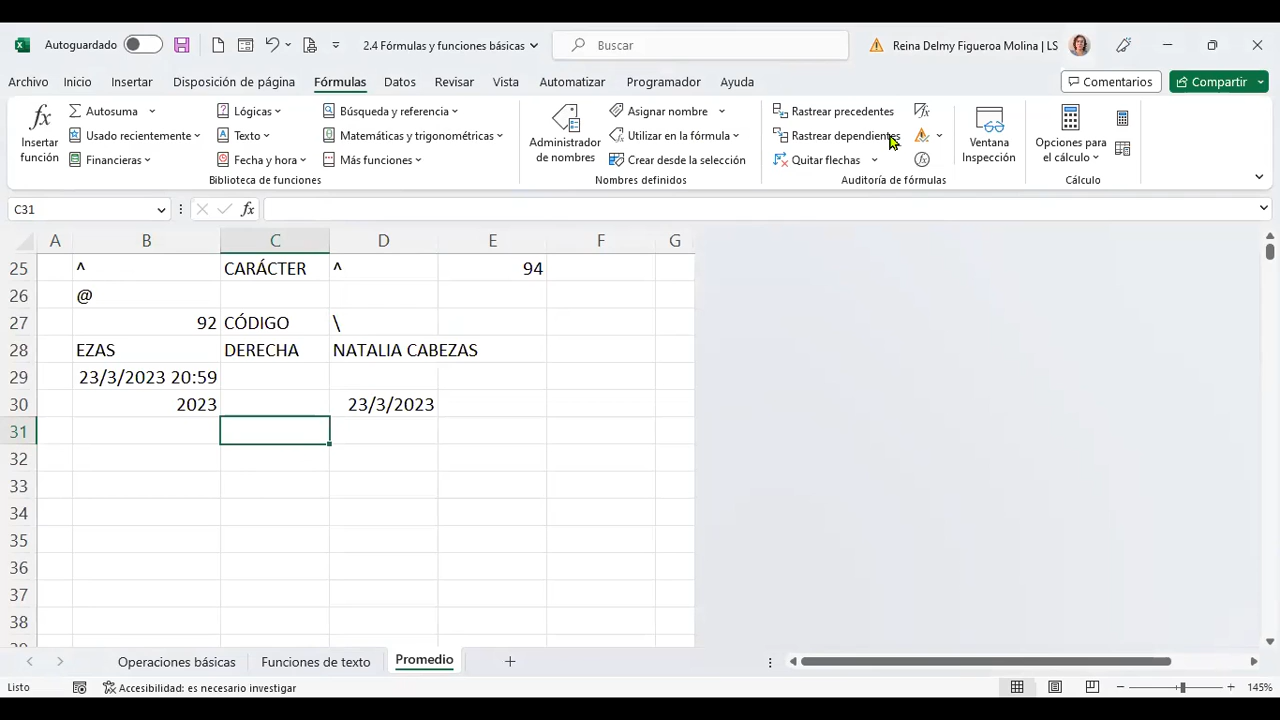 Autoguardado
2.4 Fórmulas y funciones básicas
Buscar
Reina Delmy Figueroa Molina | LS
Archivo Inicio Insertar Disposición de página Fórmulas Datos Revisar Vista Automatizar Programador Ayuda
Comentarios
Compartir
Insertar función
Autosuma
Usado recientemente
Financieras
Lógicas
Texto
Fecha y hora
Búsqueda y referencia
Matemáticas y trigonométricas
Más funciones
Biblioteca de funciones
Administrador de nombres
Asignar nombre
Utilizar en la fórmula
Crear desde la selección
Nombres definidos
Rastrear precedentes
Rastrear dependientes
Quitar flechas
Auditoría de fórmulas
Ventana Inspección
Opciones para el cálculo
Cálculo
C31
fx
A B C D E F G
25 ^ CARÁCTER ^ 94
26 @
27 92 CÓDIGO \
28 EZAS DERECHA NATALIA CABEZAS
29 23/3/2023 20:59
30 2023 23/3/2023
31
32
33
34
35
36
37
38
39
Operaciones básicas Funciones de texto Promedio
Listo
Accesibilidad: es necesario investigar
145%